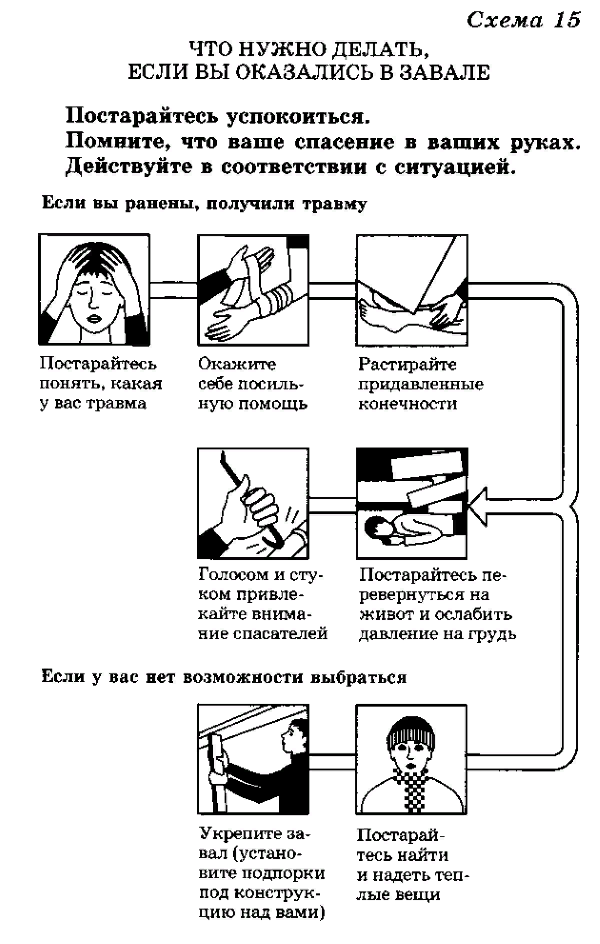 Схема 15
ЧТО НУЖНО ДЕЛАТЬ,
ЕСЛИ ВЫ ОКАЗАЛИСЬ В ЗАВАЛЕ
Постарайтесь успокоиться.
Помните, что ваше спасение в ваших руках.
Действуйте в соответствии с ситуацией.
Если вы ранены, получили травму
Постарайтесь
понять, какая
у вас травма
Окажите
себе посиль-
ную помощь
Растирайте
придавленные
конечности
Голосом и сту-
ком привле-
кайте внима-
ние спасателей
Постарайтесь пе-
ревернуться на
живот и ослабить
давление на грудь
Если у вас нет возможности выбраться
Укрепите за-
вал (устано-
вите подпорки
под конструк-
цию над вами)
Постарай-
тесь найти
и надеть теп-
лые вещи